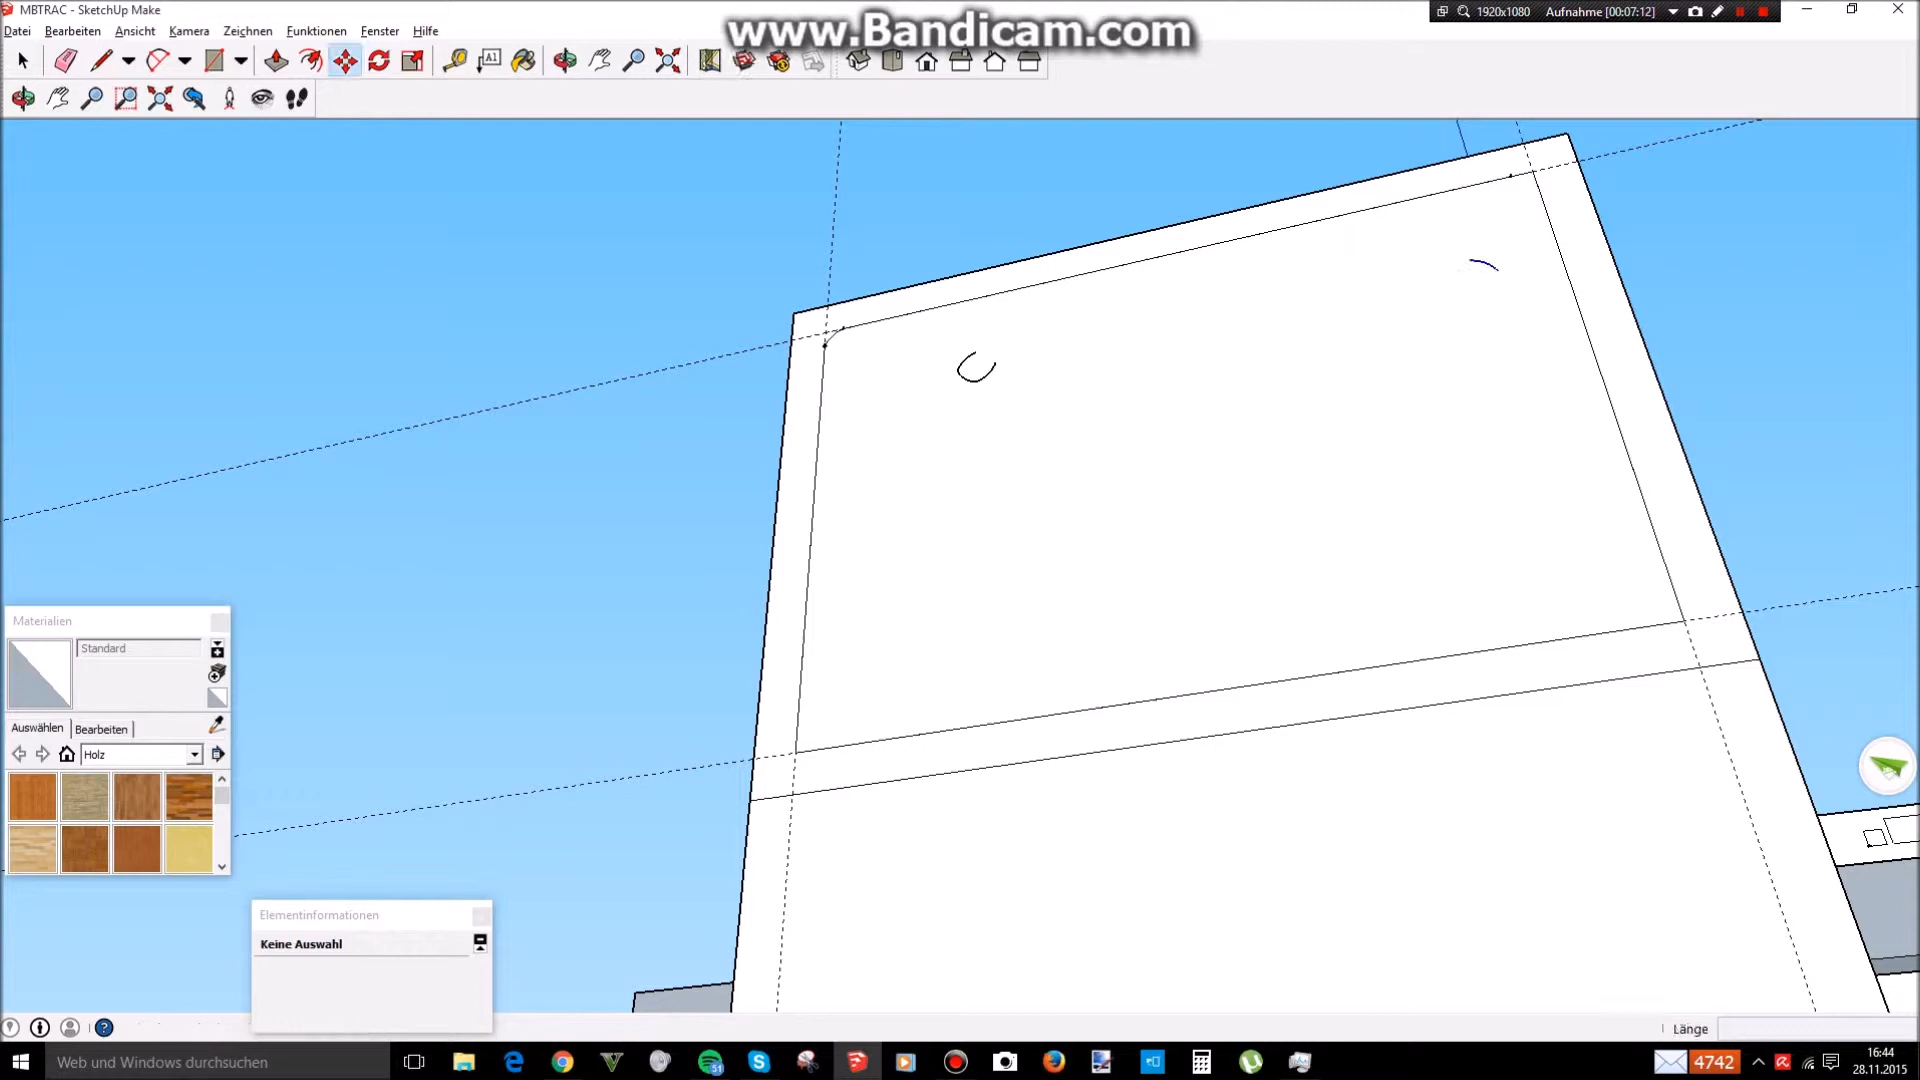 MBTRAC - SketchUp Make
www.Bandicam.com
1920x1080
Aufnahme [00:07:12]
Datei Bearbeiten Ansicht Kamera Zeichnen Funktionen Fenster Hilfe
A1
Materialien
Standard
Auswählen
Bearbeiten
Holz
Elementinformationen
Keine Auswahl
Länge
Web und Windows durchsuchen
51
4742
16:44
28.11.2015